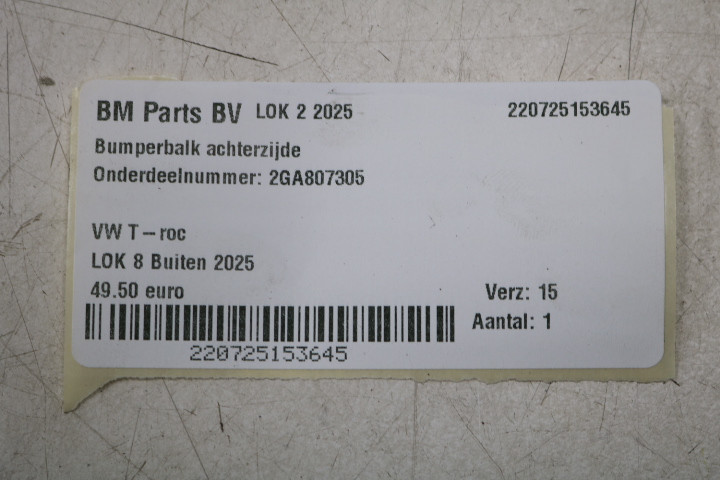 BM Parts BV LOK 2 2025 220725153645
Bumperbalk achterzijde
Onderdeelnummer: 2GA807305
VW T-roc
LOK 8 Buiten 2025
49.50 euro Verz: 15
Aantal: 1
220725153645